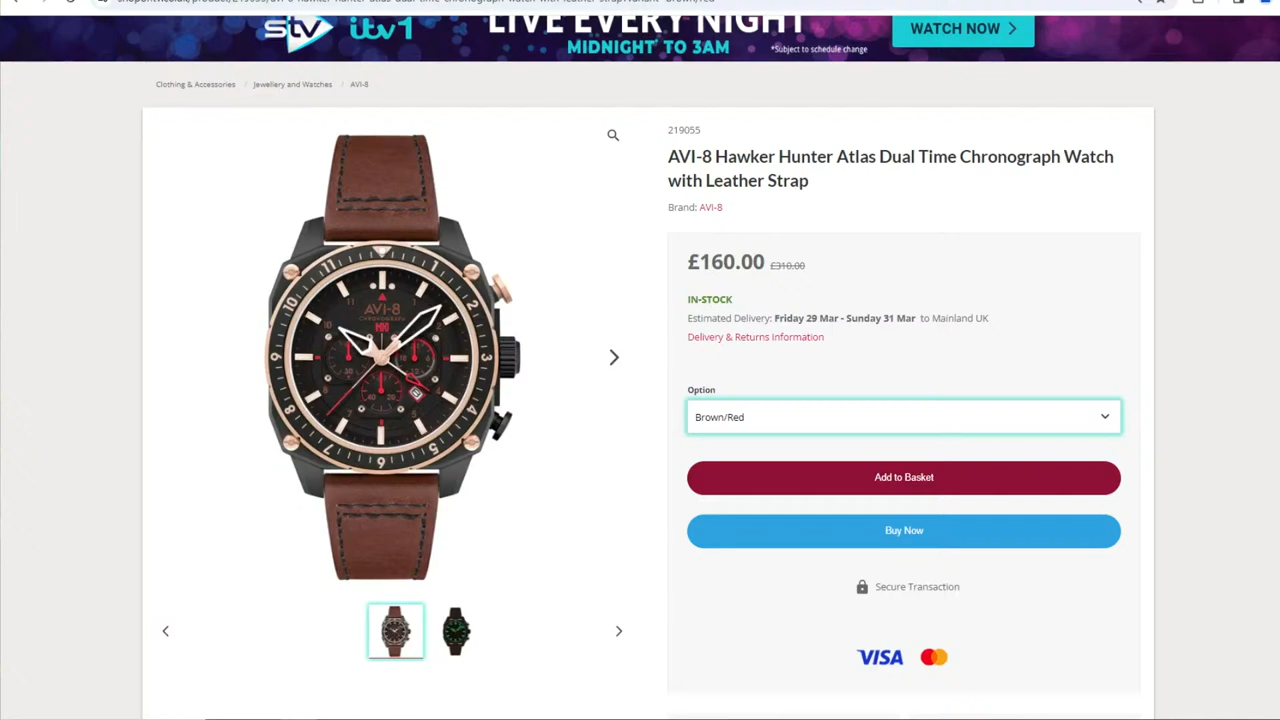 LIVE EVERY NIGHT
stv itv1
MIDNIGHT TO 3AM
*Subject to schedule change
WATCH NOW
Clothing & Accessories / Jewellery and Watches / AVI-8
219055
AVI-8 Hawker Hunter Atlas Dual Time Chronograph Watch
with Leather Strap
Brand: AVI-8
£160.00 £310.00
IN-STOCK
Estimated Delivery: Friday 29 Mar - Sunday 31 Mar to Mainland UK
Delivery & Returns Information
Option
Brown/Red
Add to Basket
Buy Now
Secure Transaction
VISA
AVI-8
CHRONOGRAPH